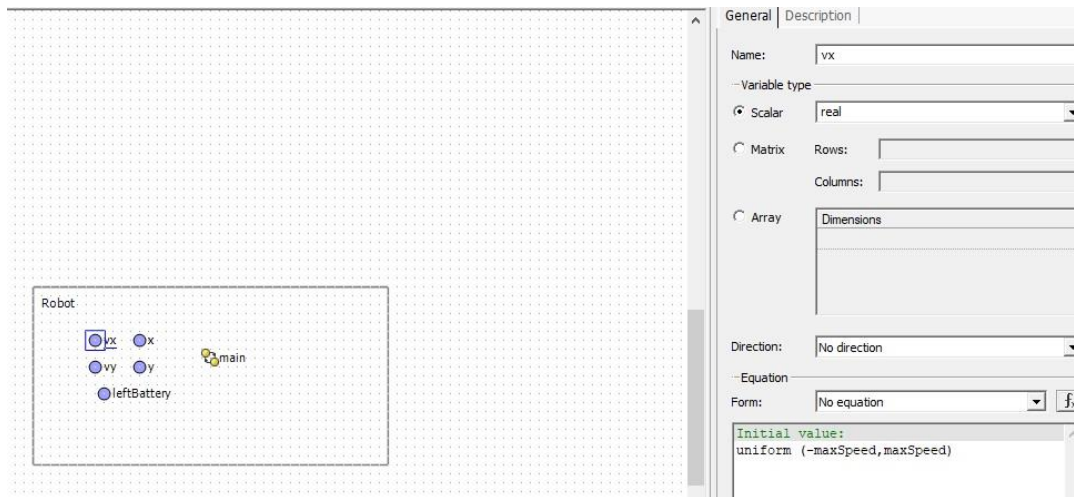 General Description
Name: vx
Variable type
Scalar real
Matrix Rows:
Columns:
Array Dimensions
Robot
vx x
main
vy y
leftBattery
Direction: No direction
Equation
Form: No equation
Initial value:
uniform (-maxSpeed,maxSpeed)